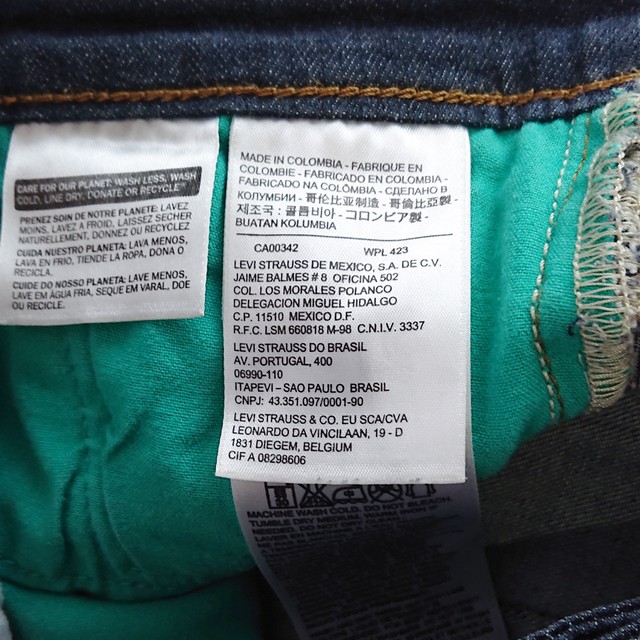 CARE FOR OUR PLANET: WASH LESS, WASH
COLD, LINE DRY, DONATE OR RECYCLE
PRENEZ SOIN DE NOTRE PLANETE: LAVEZ
MOINS, LAVEZ A FROID, LAISSEZ SECHER
NATURELLEMENT, DONNEZ OU RECYCLEZ
CUIDA NUESTRO PLANETA: LAVA MENOS,
LAVA EN FRIO, TIENDE LA ROPA, DONA O
RECICLA.
CUIDE DO NOSSO PLANETA: LAVE MENOS,
LAVE EM ÁGUA FRIA, SEQUE EM VARAL, DOE
OU RECICLE.
MADE IN COLOMBIA - FABRIQUE EN
COLOMBIE - FABRICADO EN COLOMBIA -
FABRICADO NA COLÔMBIA - СДЕЛАНО В
КОЛУМБИИ - 哥伦比亚制造 - 哥倫比亞製 -
제조국 : 콜롬비아 - コロンビア製 -
BUATAN KOLUMBIA
CA00342 WPL 423
LEVI STRAUSS DE MEXICO, S.A. DE C.V.
JAIME BALMES # 8 OFICINA 502
COL. LOS MORALES POLANCO
DELEGACION MIGUEL HIDALGO
C.P. 11510 MEXICO D.F.
R.F.C. LSM 660818 M-98 C.N.I.V. 3337
LEVI STRAUSS DO BRASIL
AV. PORTUGAL, 400
06990-110
ITAPEVI - SAO PAULO BRASIL
CNPJ: 43.351.097/0001-90
LEVI STRAUSS & CO. EU SCA/CVA
LEONARDO DA VINCILAAN, 19 - D
1831 DIEGEM, BELGIUM
CIF A 08298606
MACHINE WASH COLD. DO NOT BLEACH.
TUMBLE DRY MEDIUM